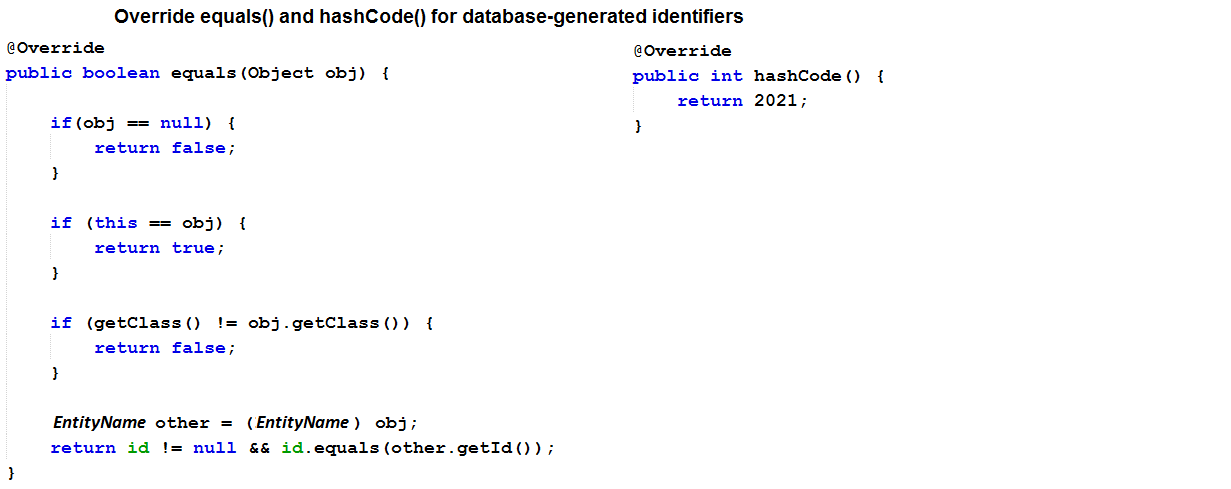 Override equals() and hashCode() for database-generated identifiers
@Override
public boolean equals(Object obj) {
if(obj == null) {
return false;
}
if (this == obj) {
return true;
}
if (getClass() != obj.getClass()) {
return false;
}
EntityName other = (EntityName) obj;
return id != null && id.equals(other.getId());
}
@Override
public int hashCode() {
return 2021;
}